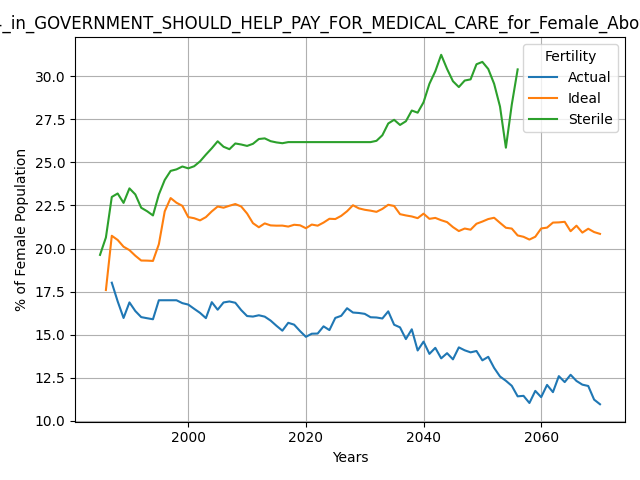 _in_GOVERNMENT_SHOULD_HELP_PAY_FOR_MEDICAL_CARE_for_Female_Abo
Fertility
Actual
Ideal
Sterile
% of Female Population
30.0
27.5
25.0
22.5
20.0
17.5
15.0
12.5
10.0
2000
2020
2040
2060
Years